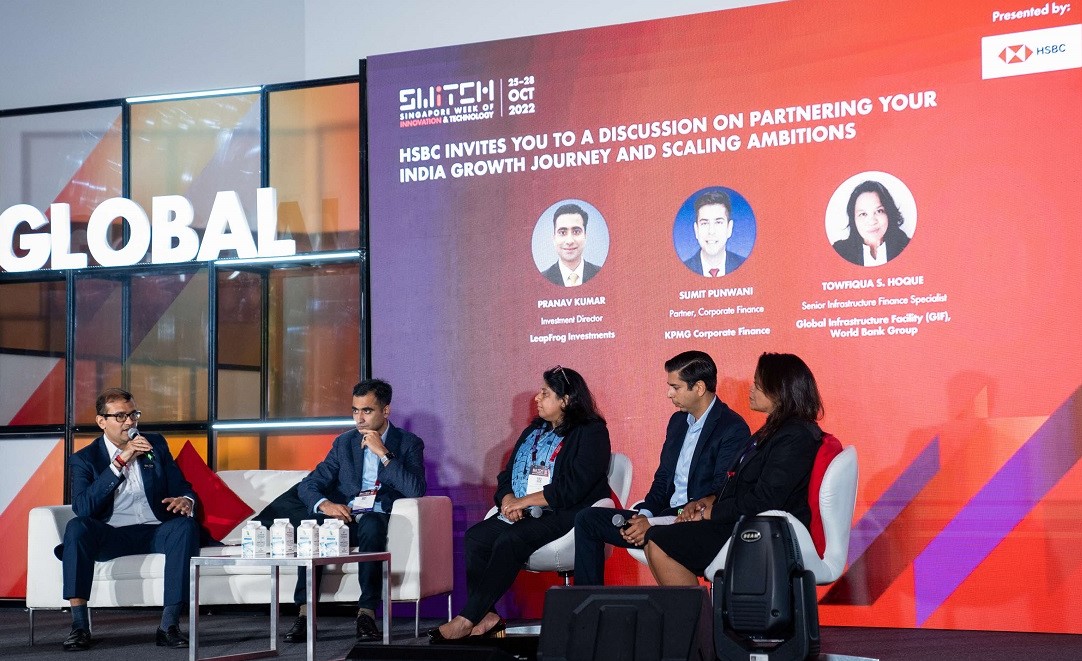 Presented by:
HSBC
SWiTCH
SINGAPORE WEEK OF
INNOVATION & TECHNOLOGY
25–28
OCT
2022
HSBC INVITES YOU TO A DISCUSSION ON PARTNERING YOUR
INDIA GROWTH JOURNEY AND SCALING AMBITIONS
GLOBAL
PRANAV KUMAR
Investment Director
LeapFrog Investments
SUMIT PUNWANI
Partner, Corporate Finance
KPMG Corporate Finance
TOWFIQUA S. HOQUE
Senior Infrastructure Finance Specialist
Global Infrastructure Facility (GIF),
World Bank Group